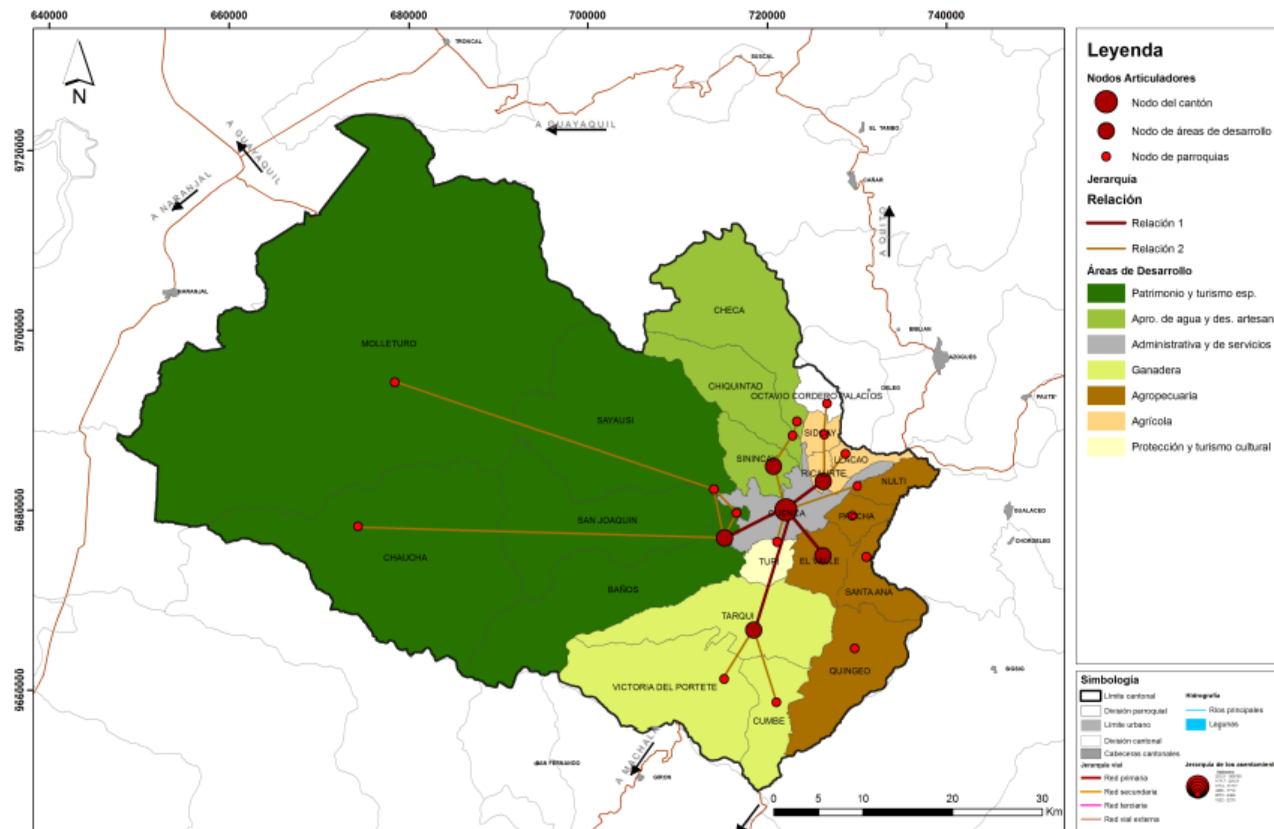 640000
660000
680000
700000
720000
740000
9720000
9700000
9680000
9660000
N
TRONCAL
SUSCAL
A GUAYAQUIL
A GUAYAQUIL
EL TAMBO
CAÑAR
A NARANJAL
A QUITO
NARANJAL
CHECA
BIBLIAN
AZOGUES
MOLLETURO
CHIQUINTAD
DELEG
OCTAVIO CORDERO PALACIOS
PAUTE
SAYAUSI
SIDCAY
SININCAY
LLACAO
RICAURTE
NULTI
CUENCA
SAN JOAQUIN
PACCHA
GUALACEO
CHORDELEG
CHAUCHA
TURI
EL VALLE
BAÑOS
SANTA ANA
TARQUI
QUINGEO
SIGSIG
VICTORIA DEL PORTETE
CUMBE
A MACHALA
SAN FERNANDO
GIRON
0 5 10 20 30
Km
Leyenda
Nodos Articuladores
Nodo del cantón
Nodo de áreas de desarrollo
Nodo de parroquias
Jerarquía
Relación
Relación 1
Relación 2
Áreas de Desarrollo
Patrimonio y turismo esp.
Apro. de agua y des. artesan
Administrativa y de servicios
Ganadera
Agropecuaria
Agrícola
Protección y turismo cultural
Simbología
Límite cantonal
División parroquial
Límite urbano
División cantonal
Cabeceras cantonales
Hidrografía
Ríos principales
Lagunas
Jerarquía vial
Red primaria
Red secundaria
Red terciaria
Red vial externa
Jerarquía de los asentamient